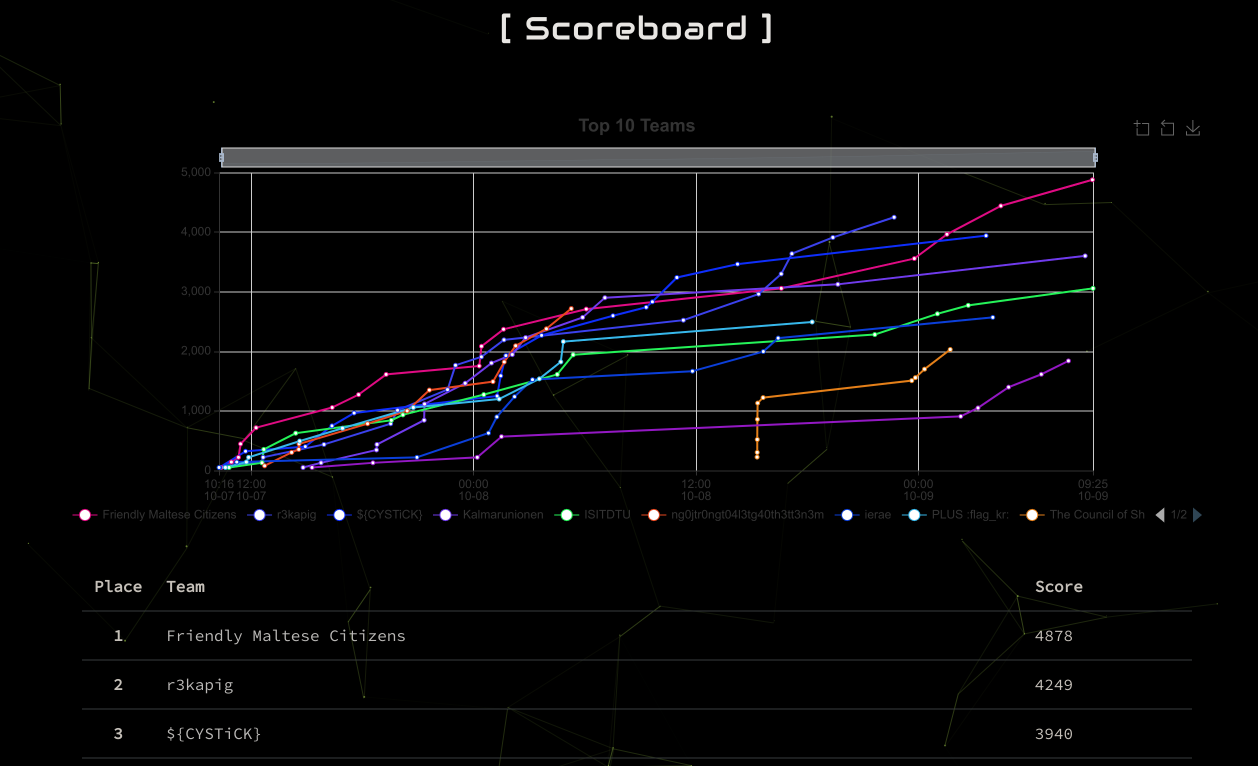 [ Scoreboard ]
Top 10 Teams
5,000
4,000
3,000
2,000
1,000
0
10:16 12:00 00:00 12:00 00:00 09:25
10-07 10-07 10-08 10-08 10-09 10-09
Friendly Maltese Citizens r3kapig ${CYSTiCK} Kalmarunionen ISITDTU ng0jtr0ngt04l3tg40th3tt3n3m ierae PLUS :flag_kr: The Council of Sh 1/2
Place Team Score
1 Friendly Maltese Citizens 4878
2 r3kapig 4249
3 ${CYSTiCK} 3940